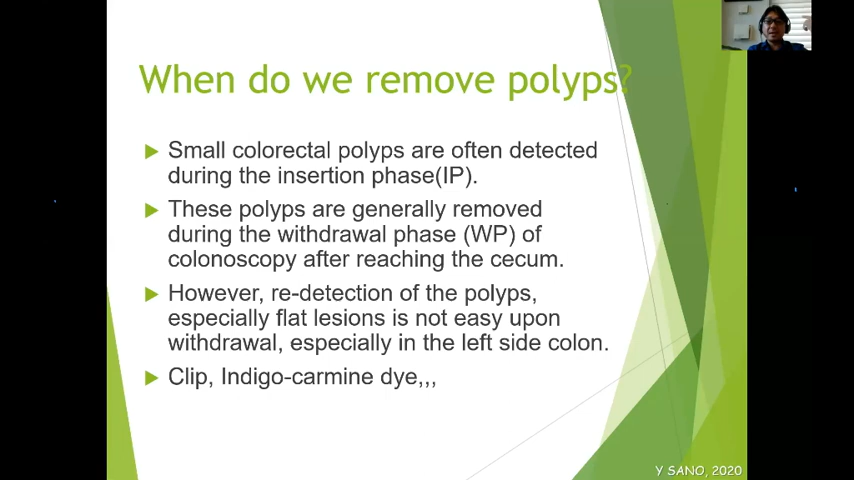 When do we remove polyps?
Small colorectal polyps are often detected
during the insertion phase(IP).
These polyps are generally removed
during the withdrawal phase (WP) of
colonoscopy after reaching the cecum.
However, re-detection of the polyps,
especially flat lesions is not easy upon
withdrawal, especially in the left side colon.
Clip, Indigo-carmine dye,,,
Y SANO, 2020